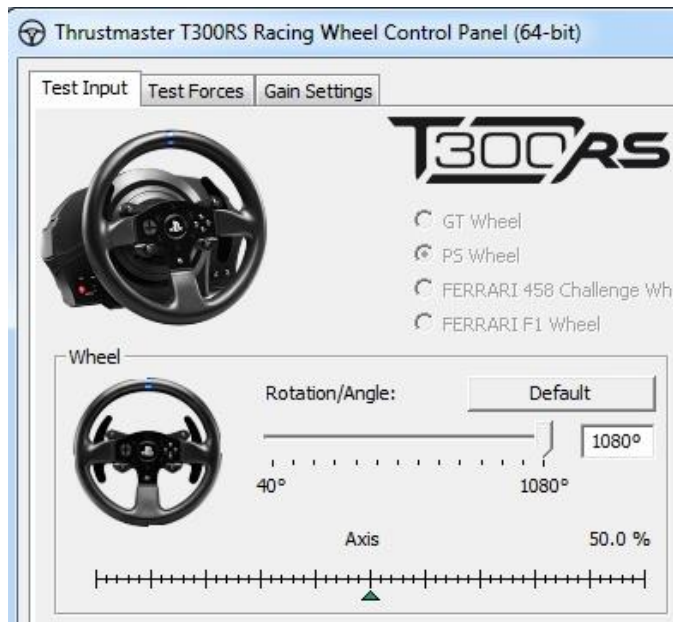 Thrustmaster T300RS Racing Wheel Control Panel (64-bit)
Test Input Test Forces Gain Settings
T300RS
GT Wheel
PS Wheel
FERRARI 458 Challenge Wh
FERRARI F1 Wheel
Wheel
Rotation/Angle: Default
1080°
40° 1080°
Axis 50.0 %